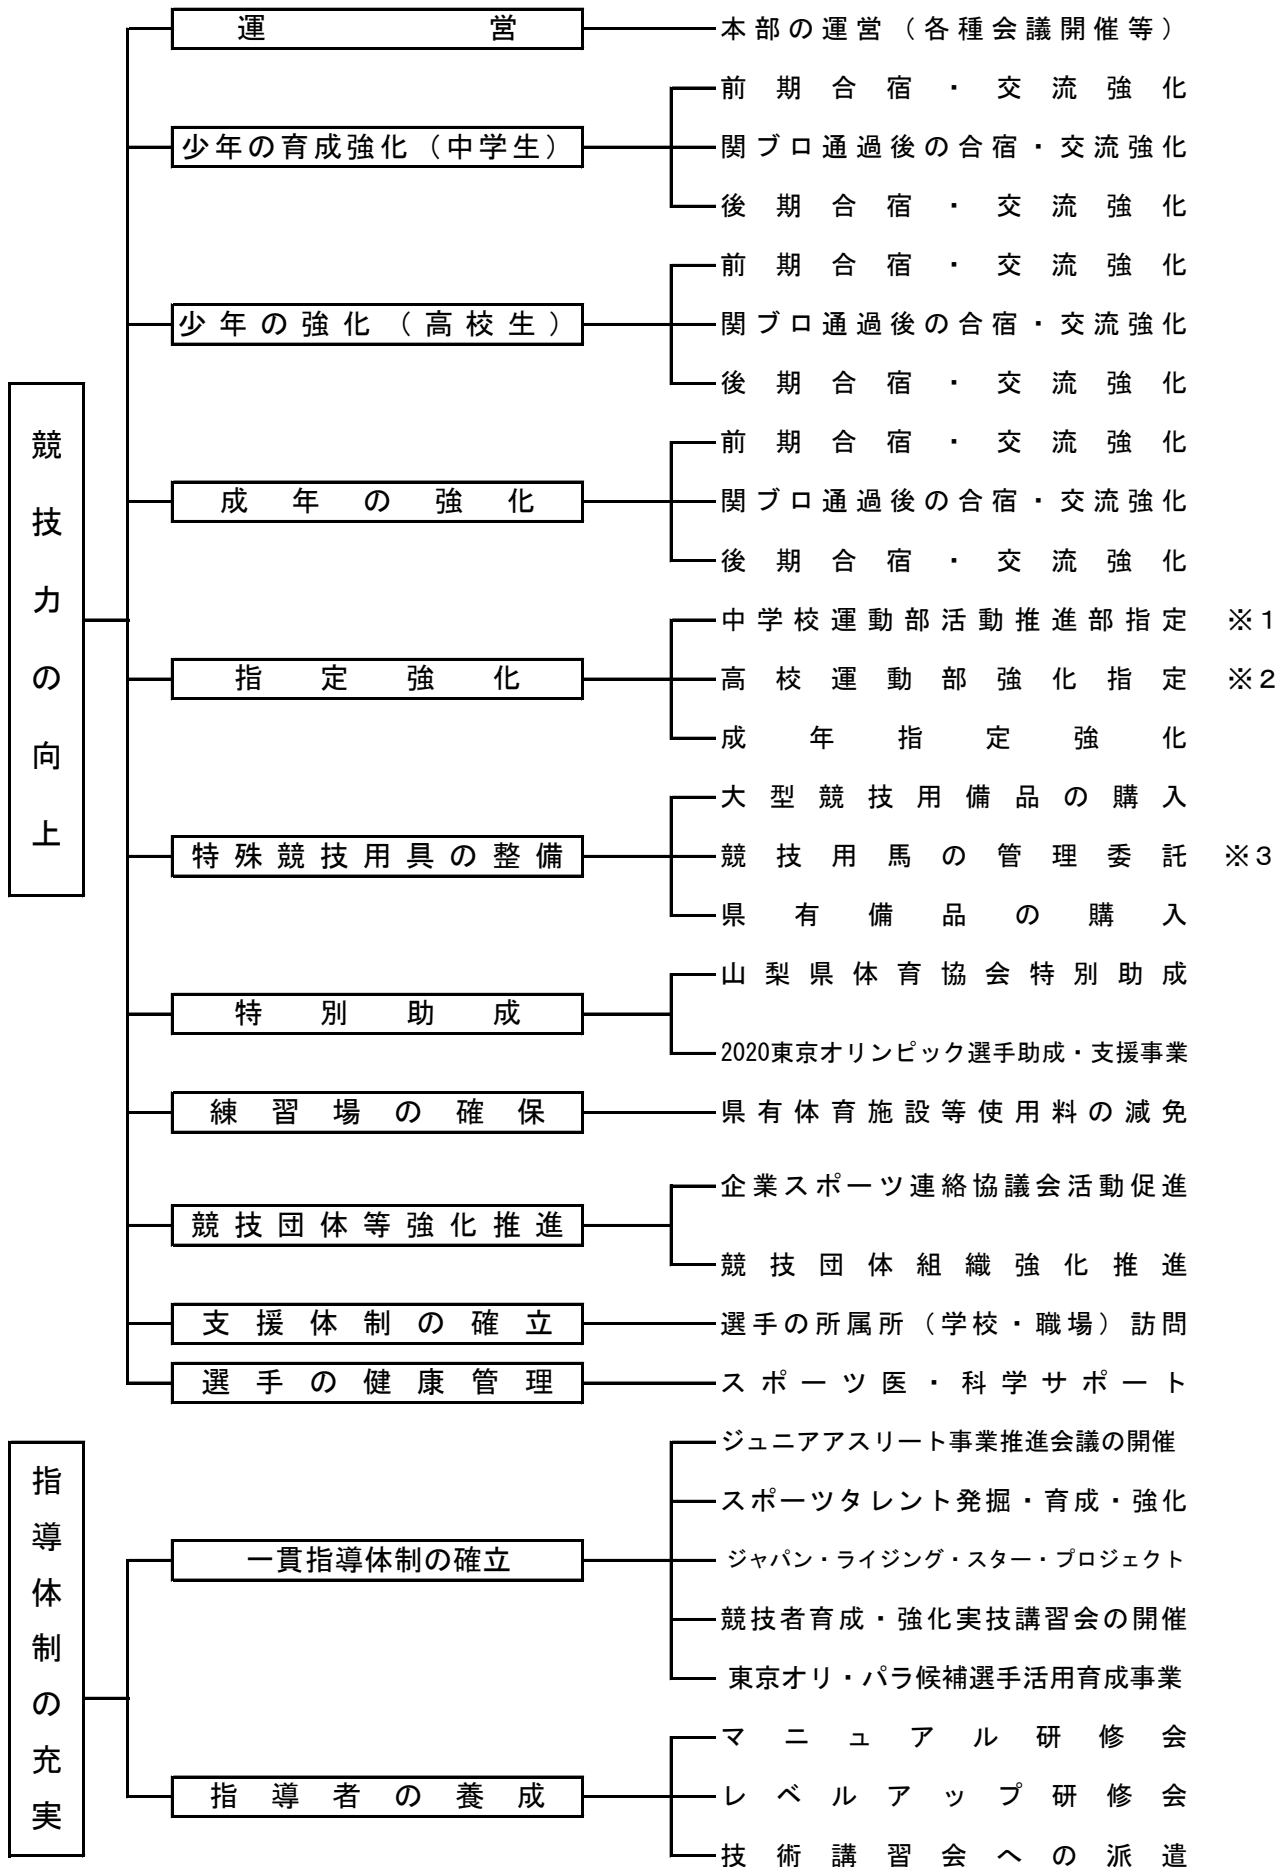 競技力の向上
運営
本部の運営（各種会議開催等）
少年の育成強化（中学生）
前期合宿・交流強化
関ブロ通過後の合宿・交流強化
後期合宿・交流強化
少年の強化（高校生）
前期合宿・交流強化
関ブロ通過後の合宿・交流強化
後期合宿・交流強化
成年の強化
前期合宿・交流強化
関ブロ通過後の合宿・交流強化
後期合宿・交流強化
指定強化
中学校運動部活動推進部指定 ※1
高校運動部強化指定 ※2
成年指定強化
特殊競技用具の整備
大型競技用備品の購入
競技用馬の管理委託 ※3
県有備品の購入
特別助成
山梨県体育協会特別助成
2020東京オリンピック選手助成・支援事業
練習場の確保
県有体育施設等使用料の減免
競技団体等強化推進
企業スポーツ連絡協議会活動促進
競技団体組織強化推進
支援体制の確立
選手の所属所（学校・職場）訪問
選手の健康管理
スポーツ医・科学サポート
指導体制の充実
一貫指導体制の確立
ジュニアアスリート事業推進会議の開催
スポーツタレント発掘・育成・強化
ジャパン・ライジング・スター・プロジェクト
競技者育成・強化実技講習会の開催
東京オリ・パラ候補選手活用育成事業
指導者の養成
マニュアル研修会
レベルアップ研修会
技術講習会への派遣